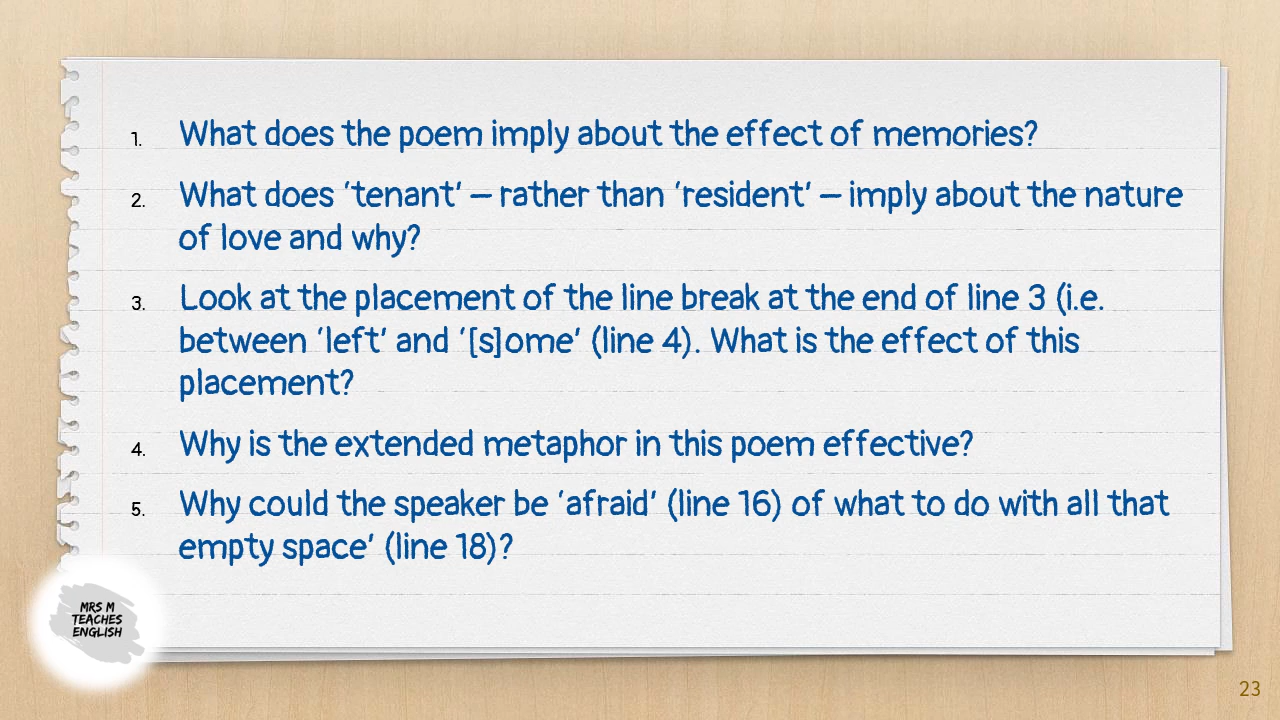 1. What does the poem imply about the effect of memories?
2. What does ‘tenant’ – rather than ‘resident’ – imply about the nature
of love and why?
3. Look at the placement of the line break at the end of line 3 (i.e.
between ‘left’ and ‘[s]ome’ (line 4). What is the effect of this
placement?
4. Why is the extended metaphor in this poem effective?
5. Why could the speaker be ‘afraid’ (line 16) of what to do with all that
empty space’ (line 18)?
MRS M
TEACHES
ENGLISH
23